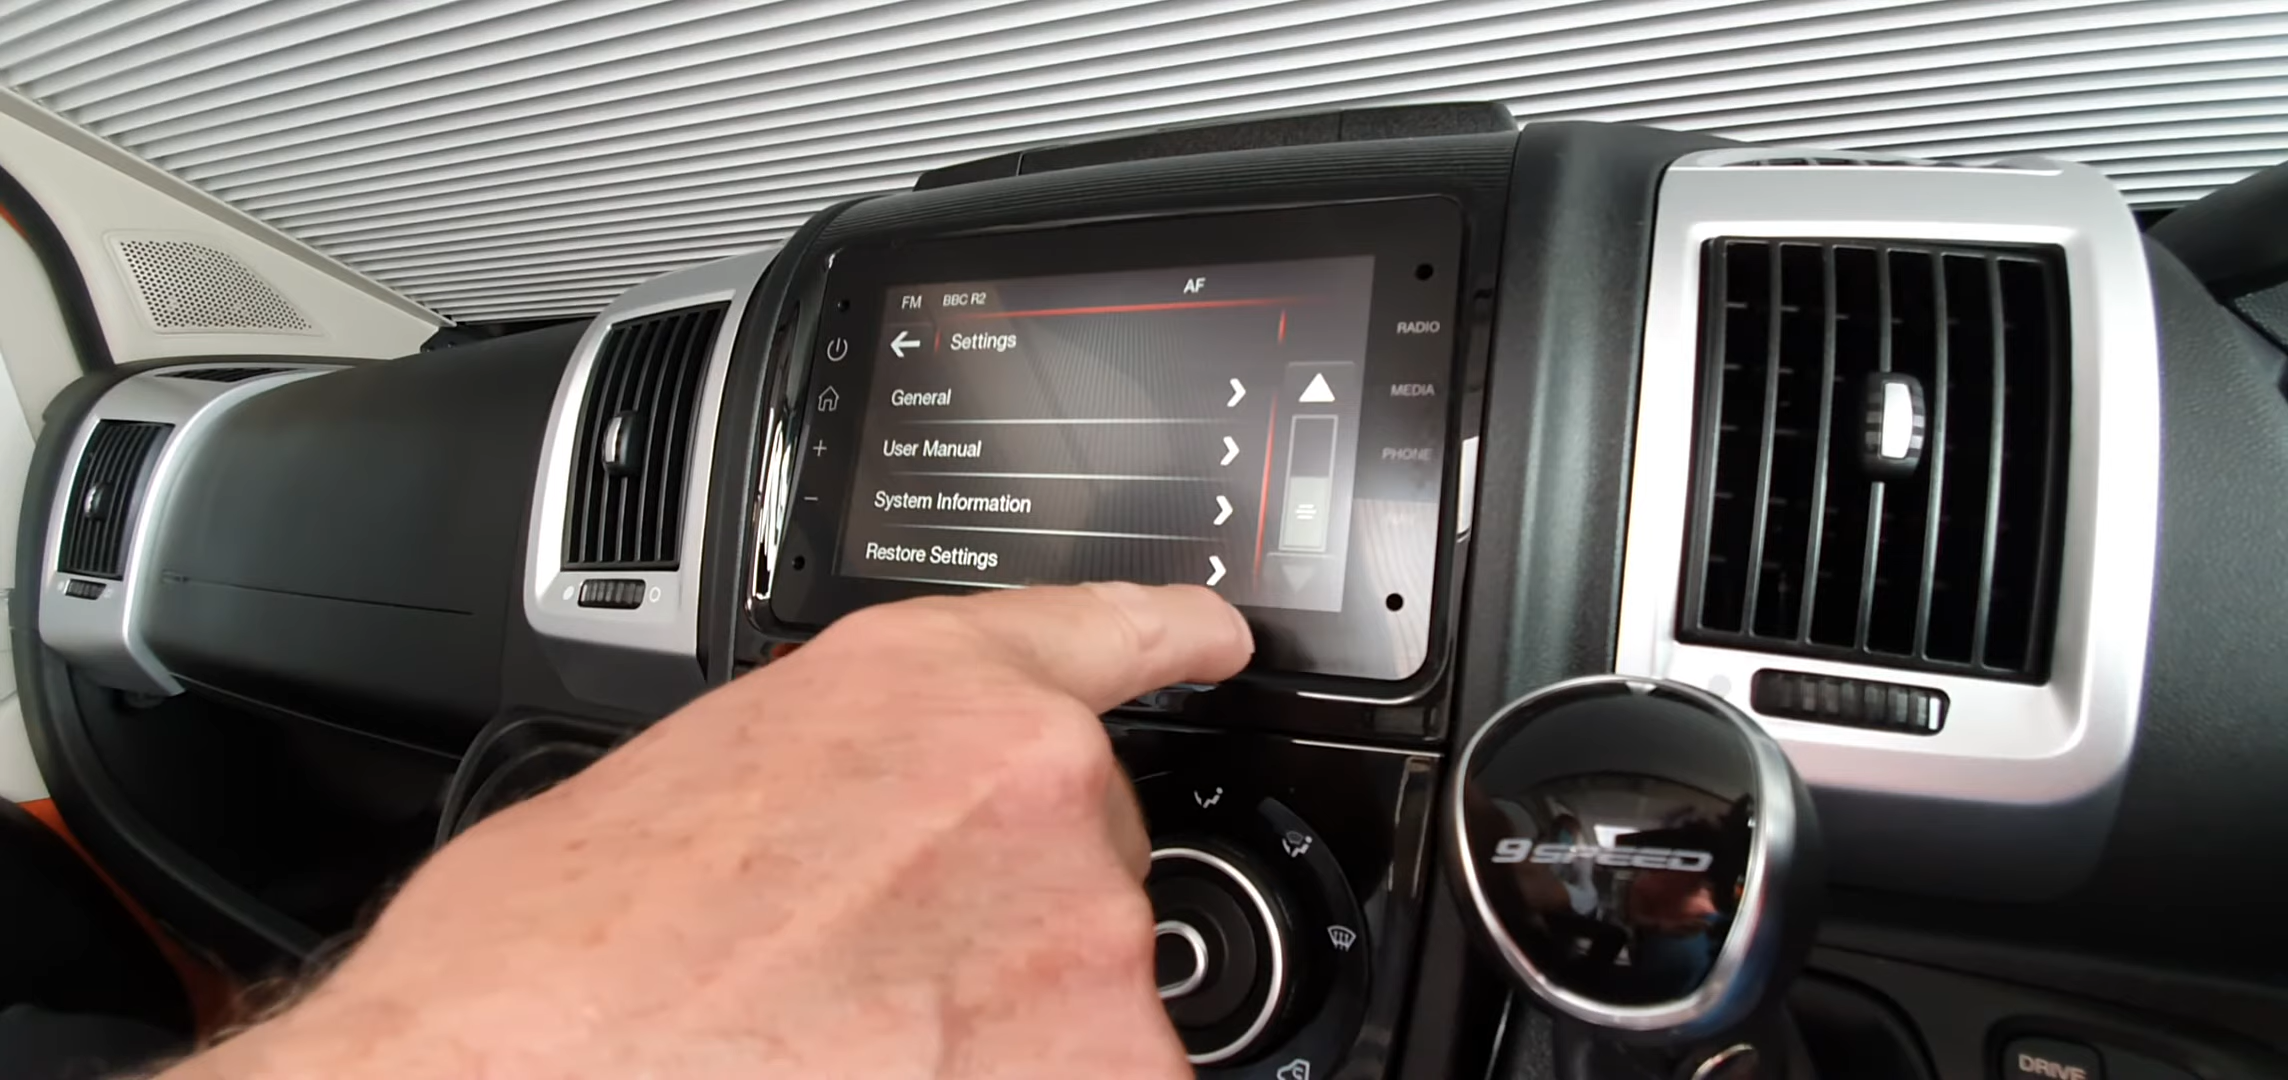 FM BBC R2 AF
Settings
General
User Manual
System Information
Restore Settings
RADIO
MEDIA
PHONE
9SPEED
DRIVE